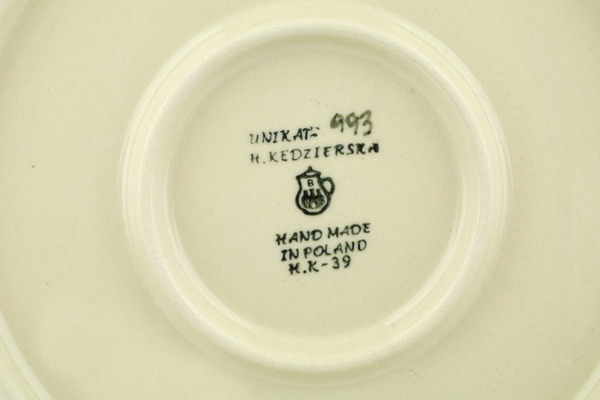 UNIKAT 993
H. KEDZIERSKA
B
HAND MADE
IN POLAND
H.K-39